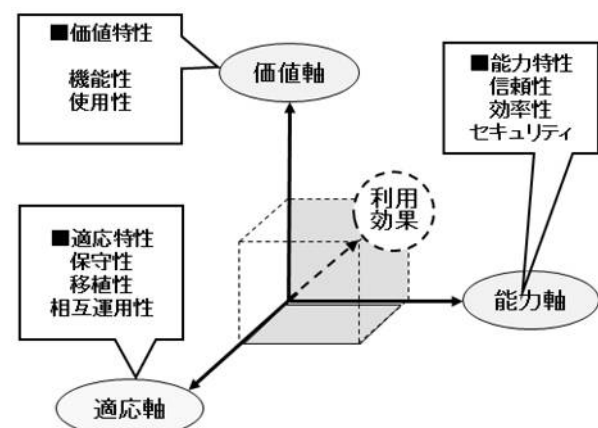 ■価値特性
機能性
使用性
価値軸
■能力特性
信頼性
効率性
セキュリティ
利用
効果
■適応特性
保守性
移植性
相互運用性
能力軸
適応軸